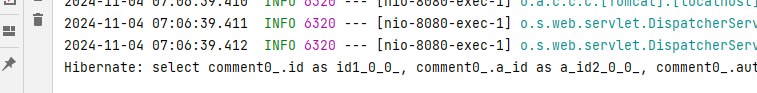 2024-11-04 07:06:39.410 INFO 6320 --- [nio-8080-exec-1] o.a.c.c.C.[Tomcat].[localhost]
2024-11-04 07:06:39.411 INFO 6320 --- [nio-8080-exec-1] o.s.web.servlet.DispatcherServ
2024-11-04 07:06:39.412 INFO 6320 --- [nio-8080-exec-1] o.s.web.servlet.DispatcherServ
Hibernate: select comment0_.id as id1_0_0_, comment0_.a_id as a_id2_0_0_, comment0_.aut